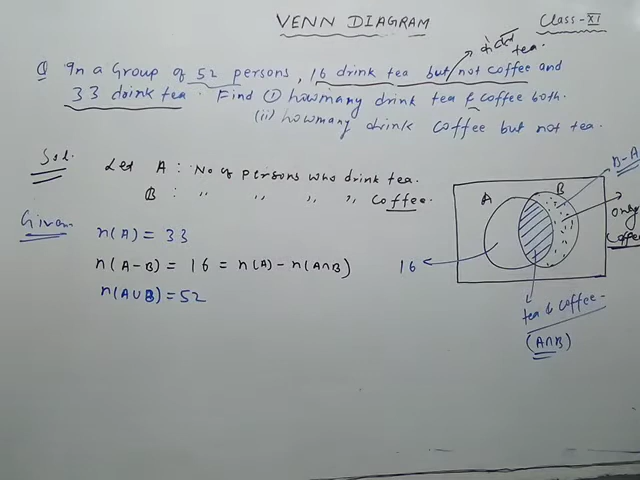 VENN DIAGRAM
Class-XI
Q In a Group of 52 persons, 16 drink tea but not coffee and
33 drink tea. Find (i) how many drink tea & coffee both.
(ii) how many drink coffee but not tea.
tea.
Sol.
Let A : No of persons who drink tea.
B : " " " " Coffee.
Given
n(A) = 33
n(A-B) = 16 = n(A) - n(A∩B)
n(A∪B) = 52
A
B
B-A
only
coffee
16
tea & coffee-
(A∩B)